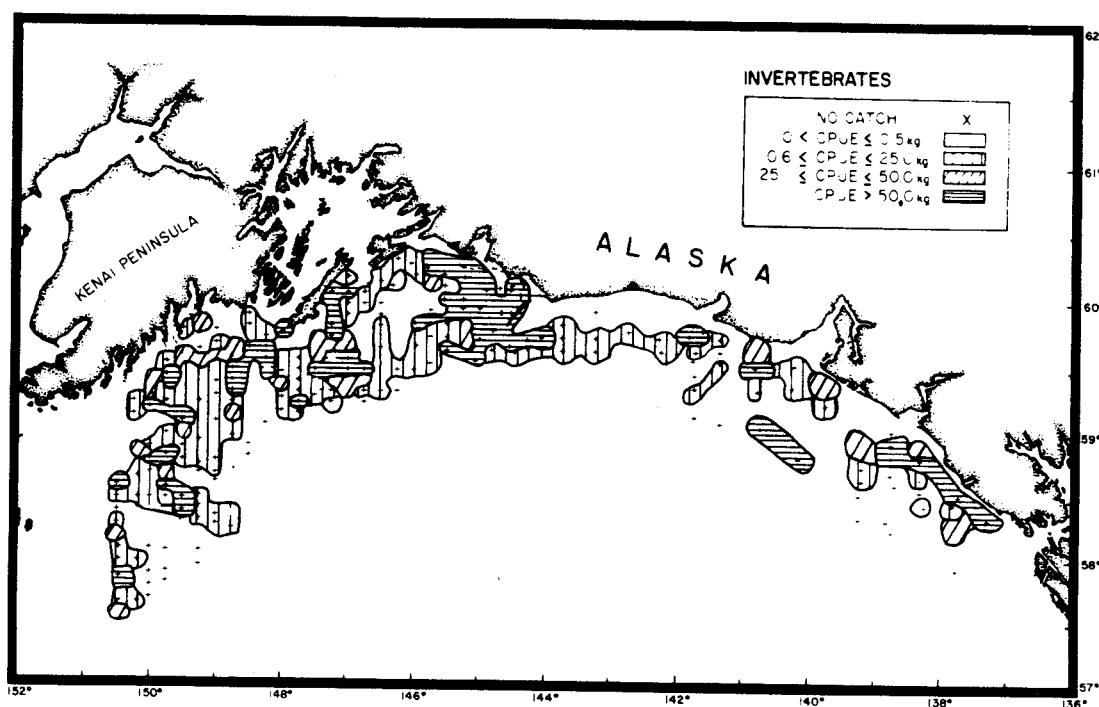 62°
INVERTEBRATES
NO CATCH X
0 < CPUE ≤ 0.5 kg
0.6 ≤ CPUE ≤ 25.0 kg
25 ≤ CPUE ≤ 50.0 kg
CPUE > 50.0 kg
61°
KENAI PENINSULA
ALASKA
60°
59°
58°
57°
152° 150° 148° 146° 144° 142° 140° 138° 136°